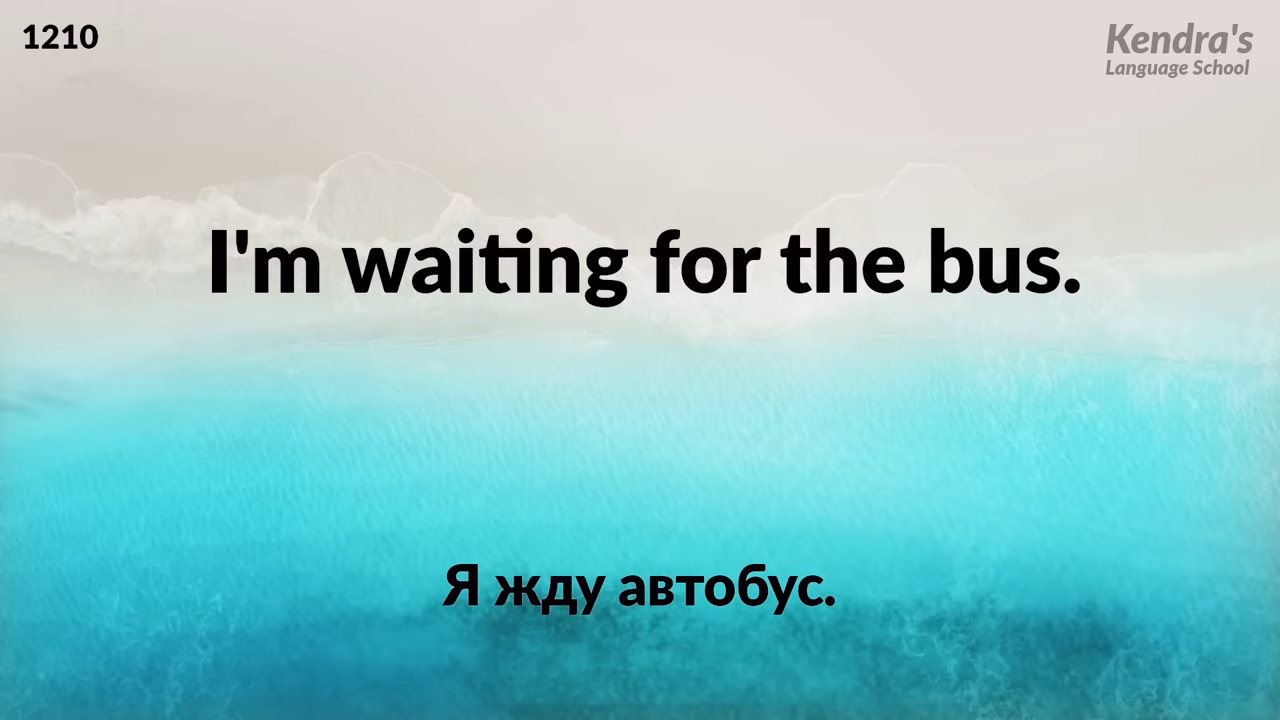 1210
Kendra's
Language School
I'm waiting for the bus.
Я жду автобус.